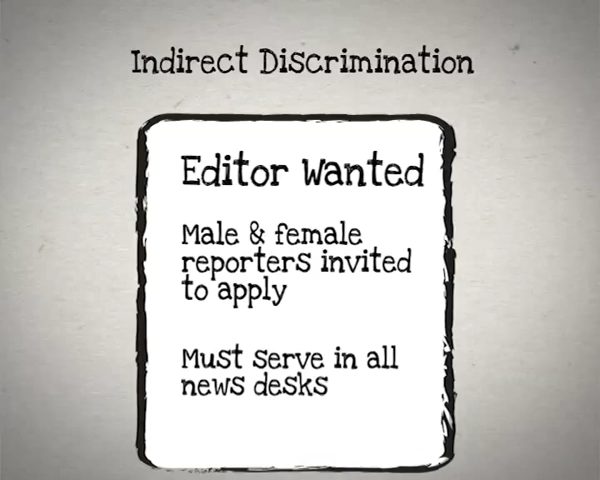 Indirect Discrimination
Editor Wanted
Male & female
reporters invited
to apply
Must serve in all
news desks